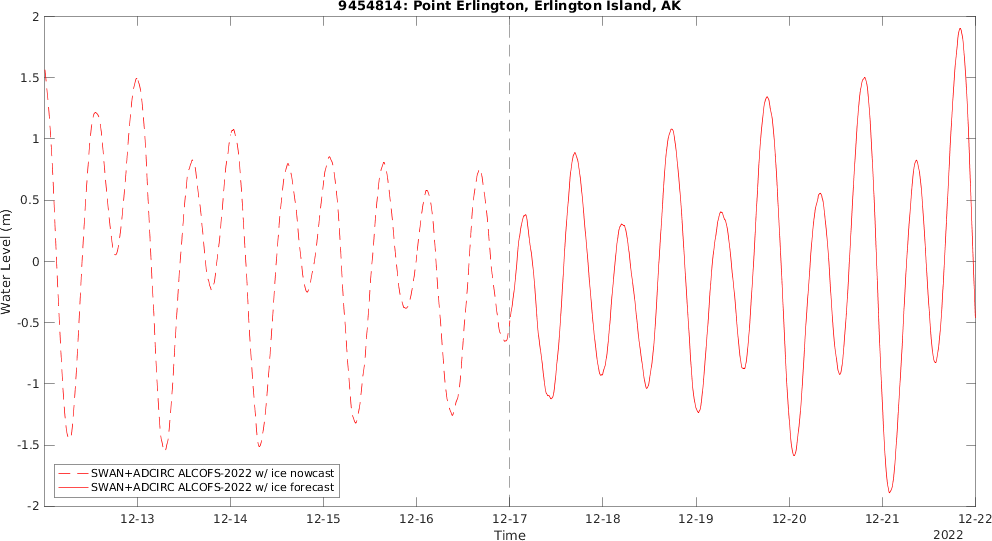 9454814: Point Erlington, Erlington Island, AK
2
1.5
1
0.5
0
-0.5
-1
-1.5
-2
Water Level (m)
SWAN+ADCIRC ALCOFS-2022 w/ ice nowcast
SWAN+ADCIRC ALCOFS-2022 w/ ice forecast
12-13 12-14 12-15 12-16 12-17 12-18 12-19 12-20 12-21 12-22
Time
2022